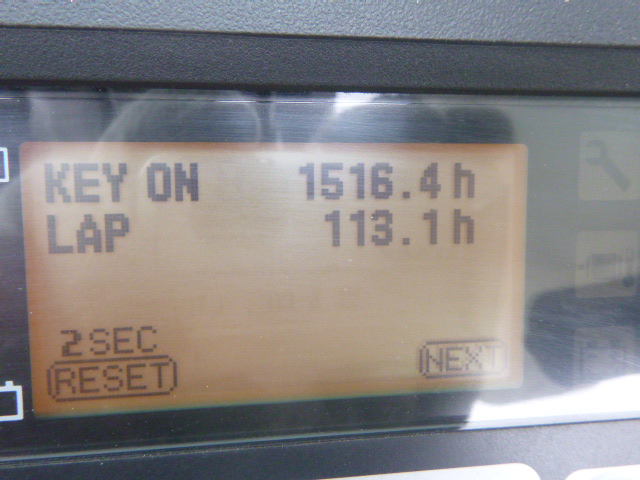 KEY ON 1516.4 h
LAP 113.1 h
2 SEC
RESET NEXT